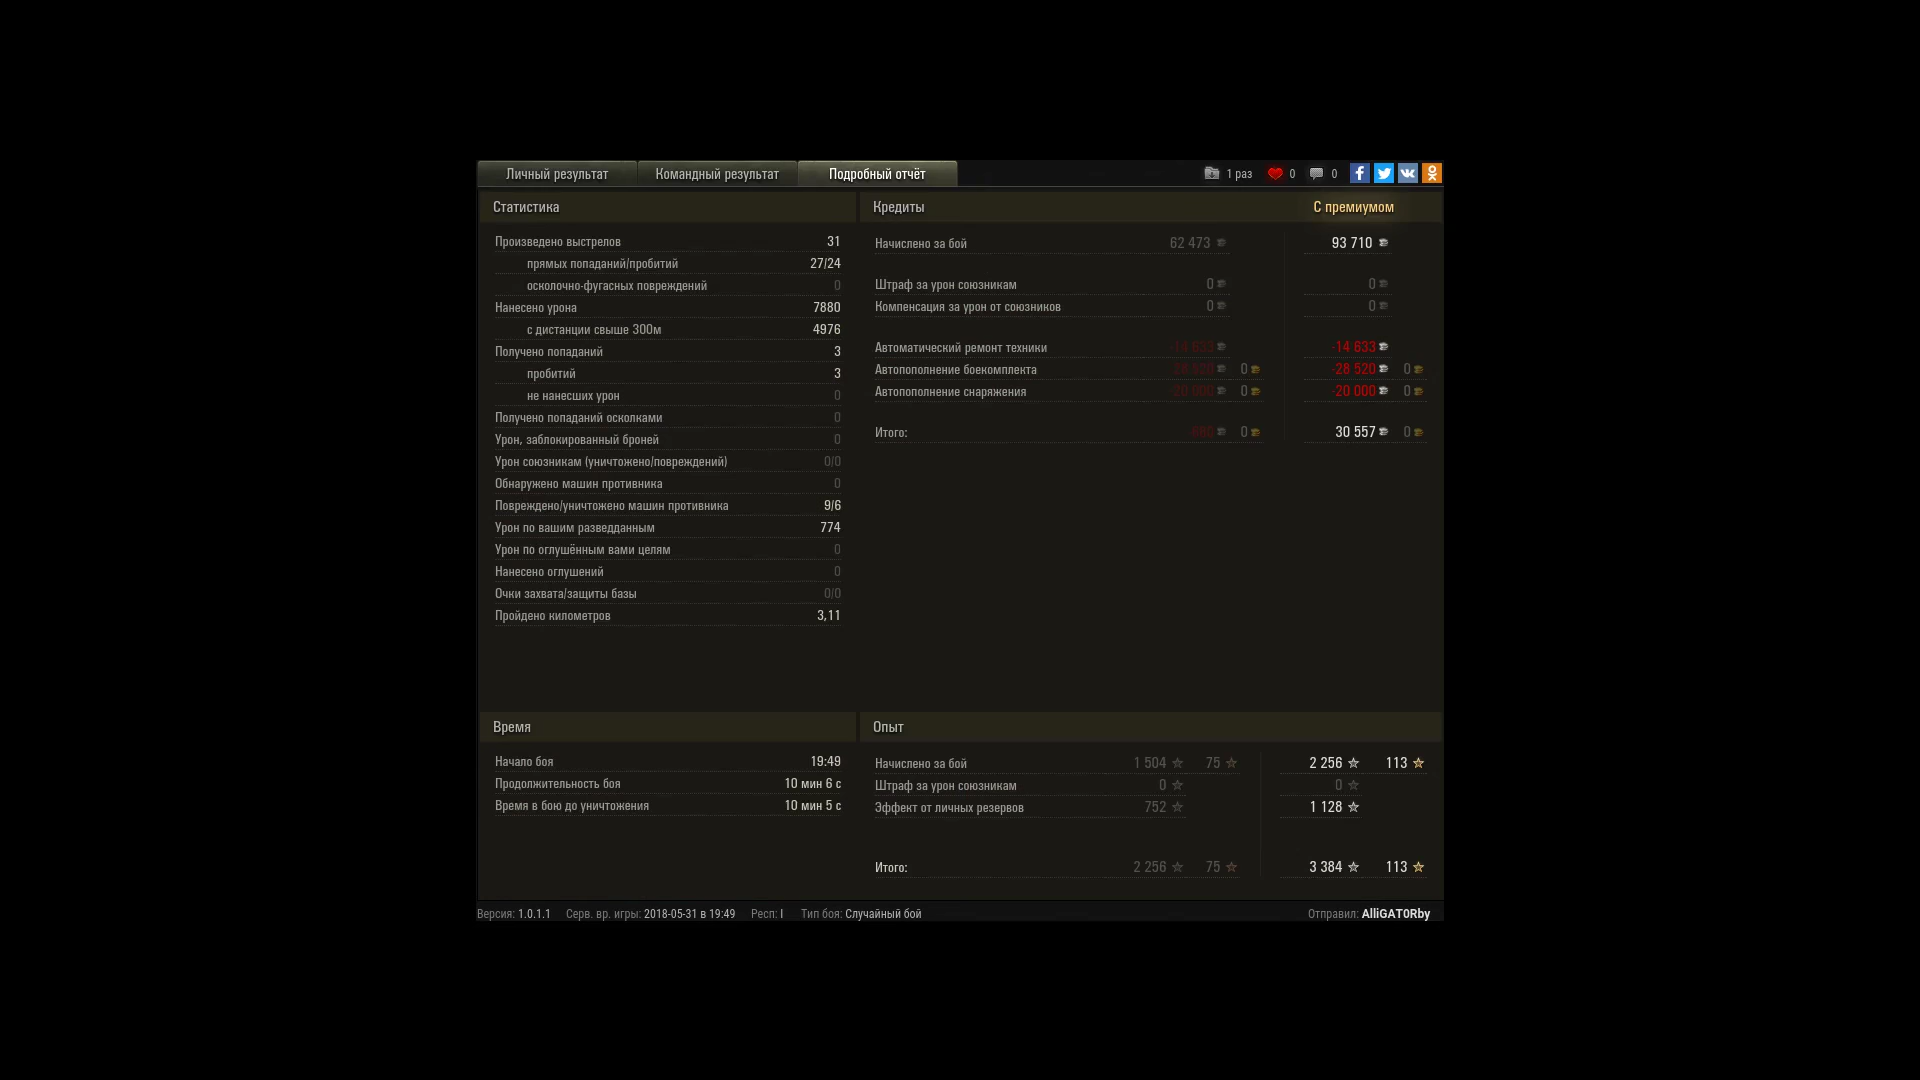 Личный результат Командный результат Подробный отчёт 1 раз 0 0
Статистика
Произведено выстрелов 31
прямых попаданий/пробитий 27/24
осколочно-фугасных повреждений 0
Нанесено урона 7880
с дистанции свыше 300м 4976
Получено попаданий 3
пробитий 3
не нанесших урон 0
Получено попаданий осколками 0
Урон, заблокированный броней 0
Урон союзникам (уничтожено/повреждений) 0/0
Обнаружено машин противника 0
Повреждено/уничтожено машин противника 9/6
Урон по вашим разведданным 774
Урон по оглушённым вами целям 0
Нанесено оглушений 0
Очки захвата/защиты базы 0/0
Пройдено километров 3,11
Кредиты С премиумом
Начислено за бой 62 473 93 710
Штраф за урон союзникам 0 0
Компенсация за урон от союзников 0 0
Автоматический ремонт техники -14 633 -14 633
Автопополнение боекомплекта -28 520 0 -28 520 0
Автопополнение снаряжения -20 000 0 -20 000 0
Итого: -680 0 30 557 0
Время
Начало боя 19:49
Продолжительность боя 10 мин 6 с
Время в бою до уничтожения 10 мин 5 с
Опыт
Начислено за бой 1 504 75 2 256 113
Штраф за урон союзникам 0 0
Эффект от личных резервов 752 1 128
Итого: 2 256 75 3 384 113
Версия: 1.0.1.1 Серв. вр. игры: 2018-05-31 в 19:49 Респ: I Тип боя: Случайный бой Отправил: AlliGAT0Rby